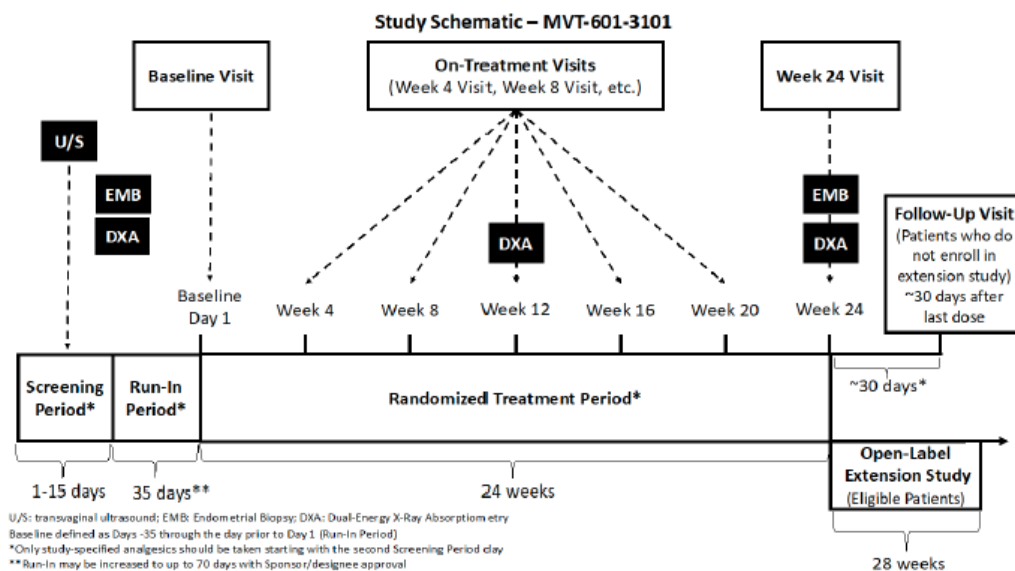 Study Schematic – MVT-601-3101
Baseline Visit
On-Treatment Visits
(Week 4 Visit, Week 8 Visit, etc.)
Week 24 Visit
U/S
EMB
DXA
DXA
EMB
DXA
Follow-Up Visit
(Patients who do
not enroll in
extension study)
~30 days after
last dose
Baseline
Day 1
Week 4
Week 8
Week 12
Week 16
Week 20
Week 24
Screening
Period*
Run-In
Period*
Randomized Treatment Period*
~30 days*
Open-Label
Extension Study
(Eligible Patients)
1-15 days
35 days**
24 weeks
28 weeks
U/S: transvaginal ultrasound; EMB: Endometrial Biopsy; DXA: Dual-Energy X-Ray Absorptiometry
Baseline defined as Days -35 through the day prior to Day 1 (Run-In Period)
*Only study-specified analgesics should be taken starting with the second Screening Period day
**Run-In may be increased to up to 70 days with Sponsor/designee approval